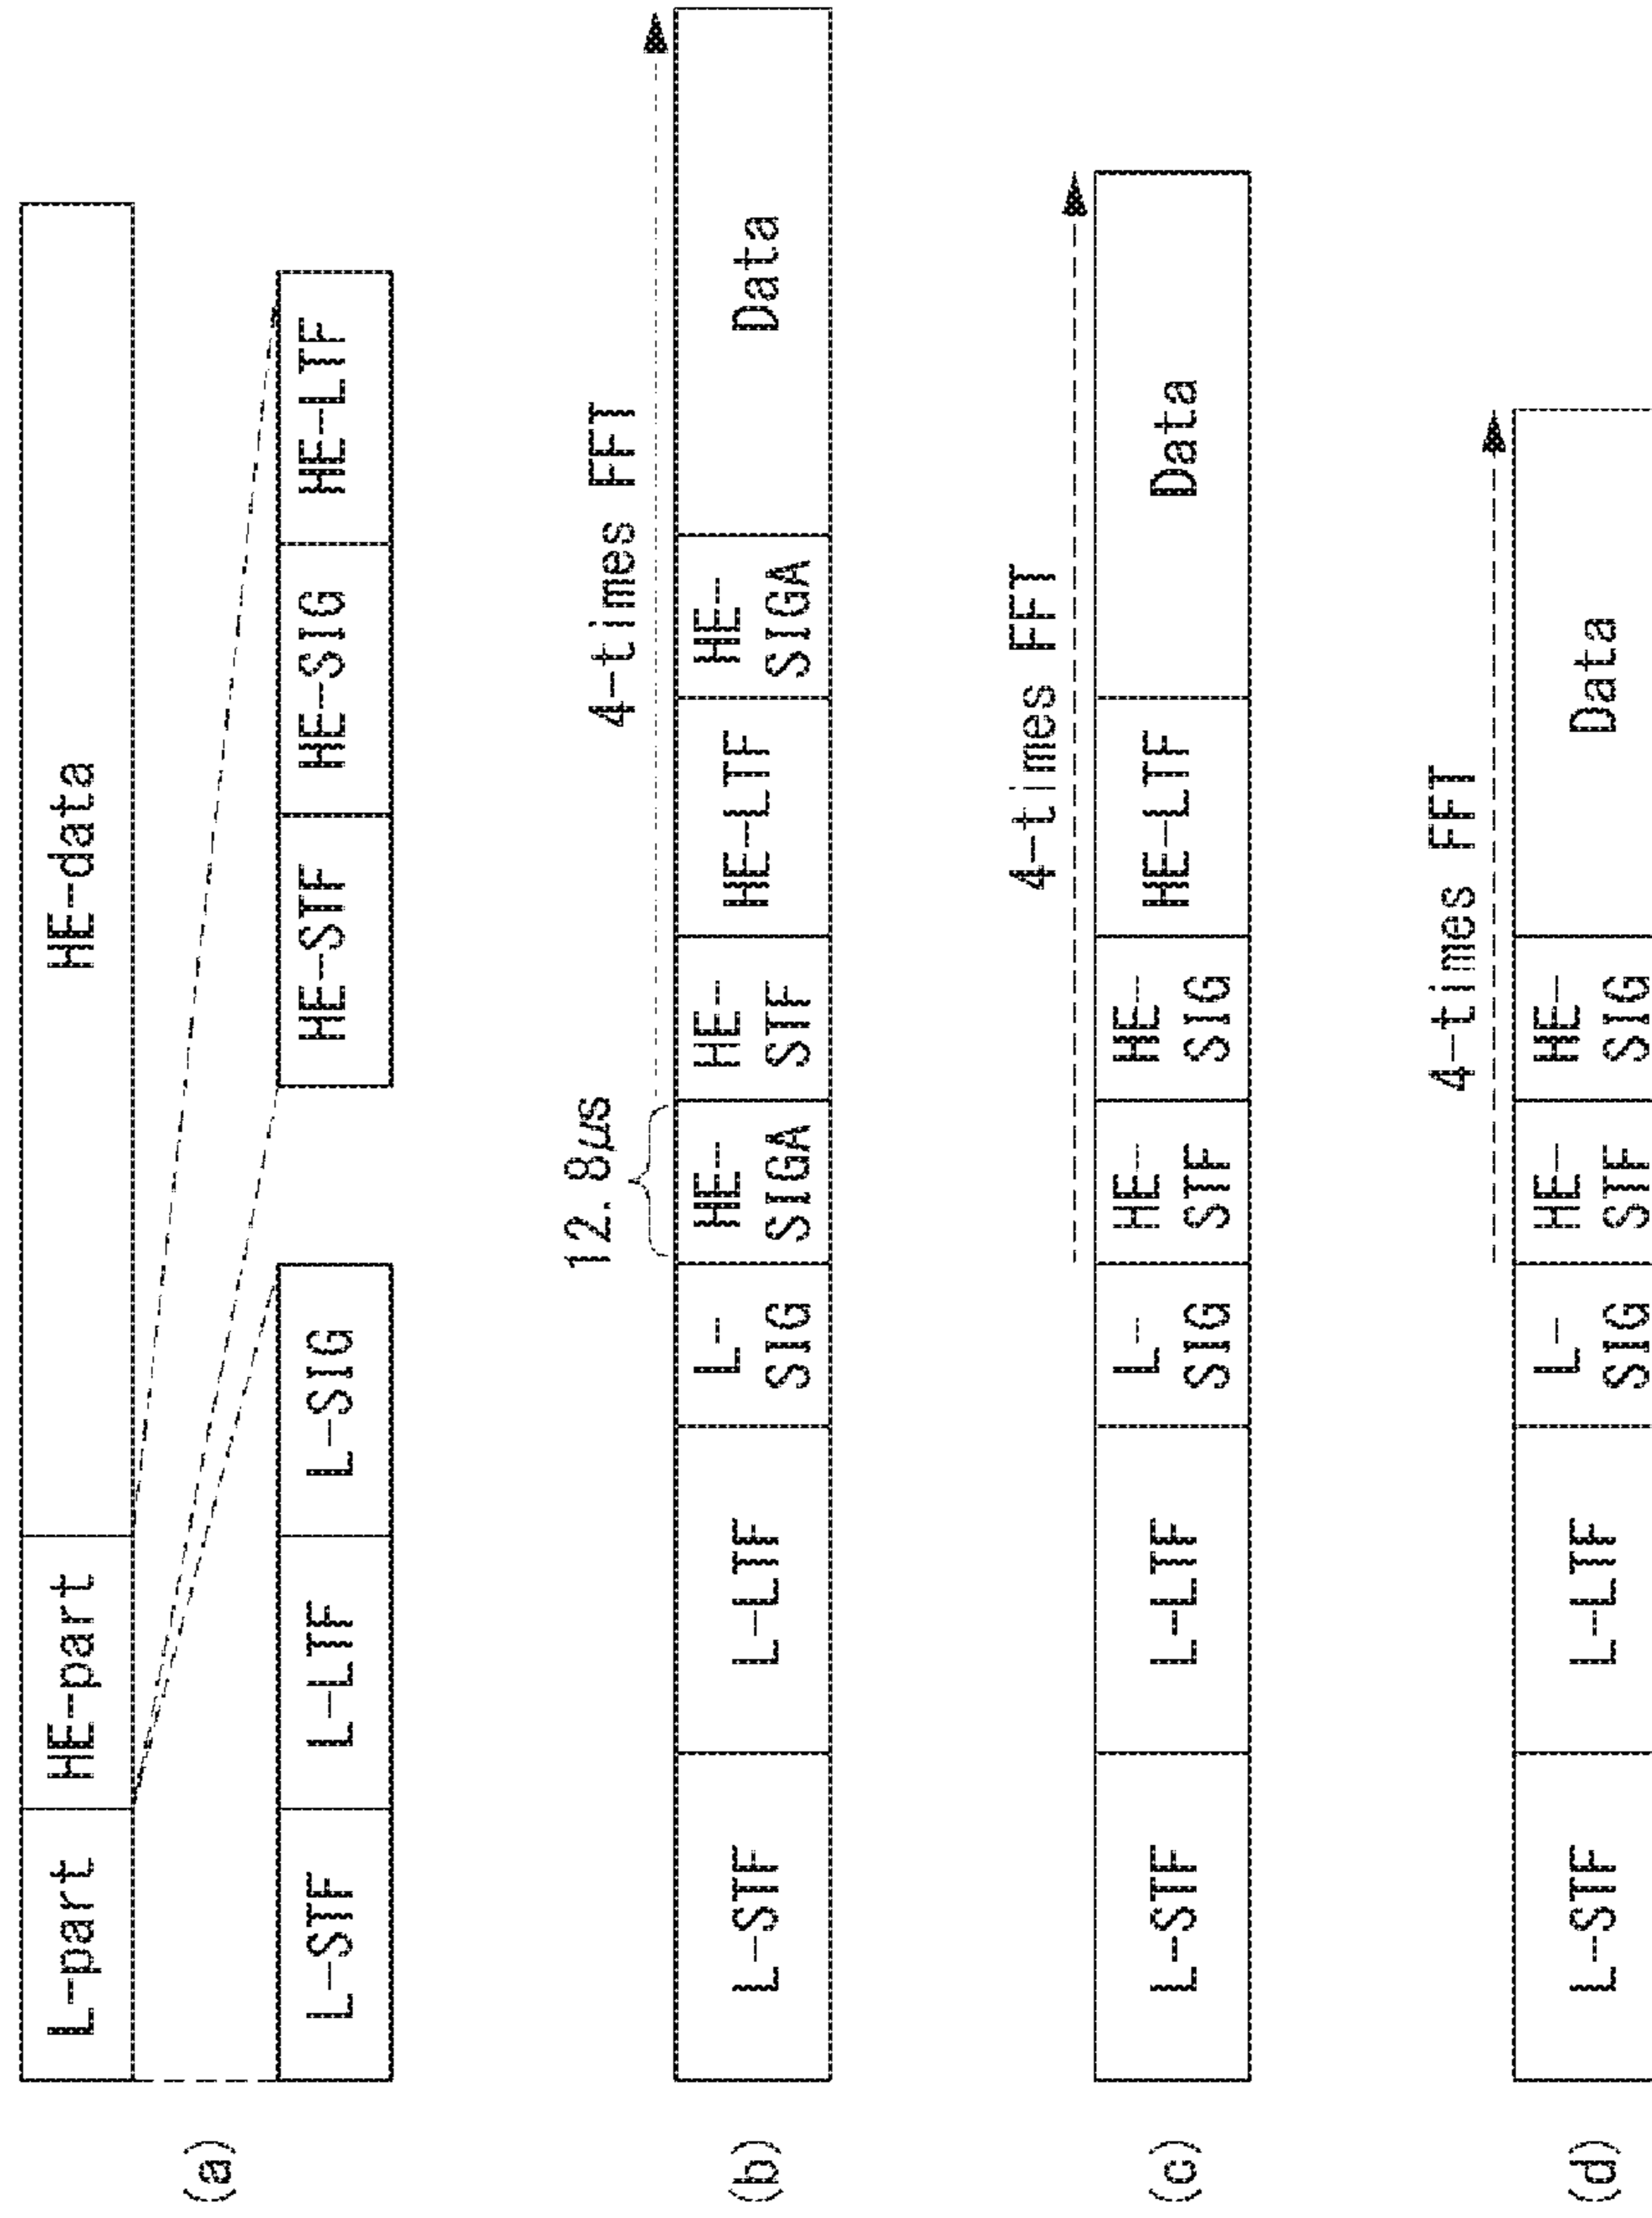 (a)
L-part HE-part HE-data
L-STF L-LTF L-SIG HE-STF HE-SIG HE-LTF
(b)
12.8μs 4-times FFT
L-STF L-LTF L- HE- HE- HE-LTF HE- Data
SIG SIGA STF SIGA
(c)
4-times FFT
L-STF L-LTF L- HE- HE- HE-LTF Data
SIG STF SIG
(d)
4-times FFT
L-STF L-LTF L- HE- HE- Data
SIG STF SIG